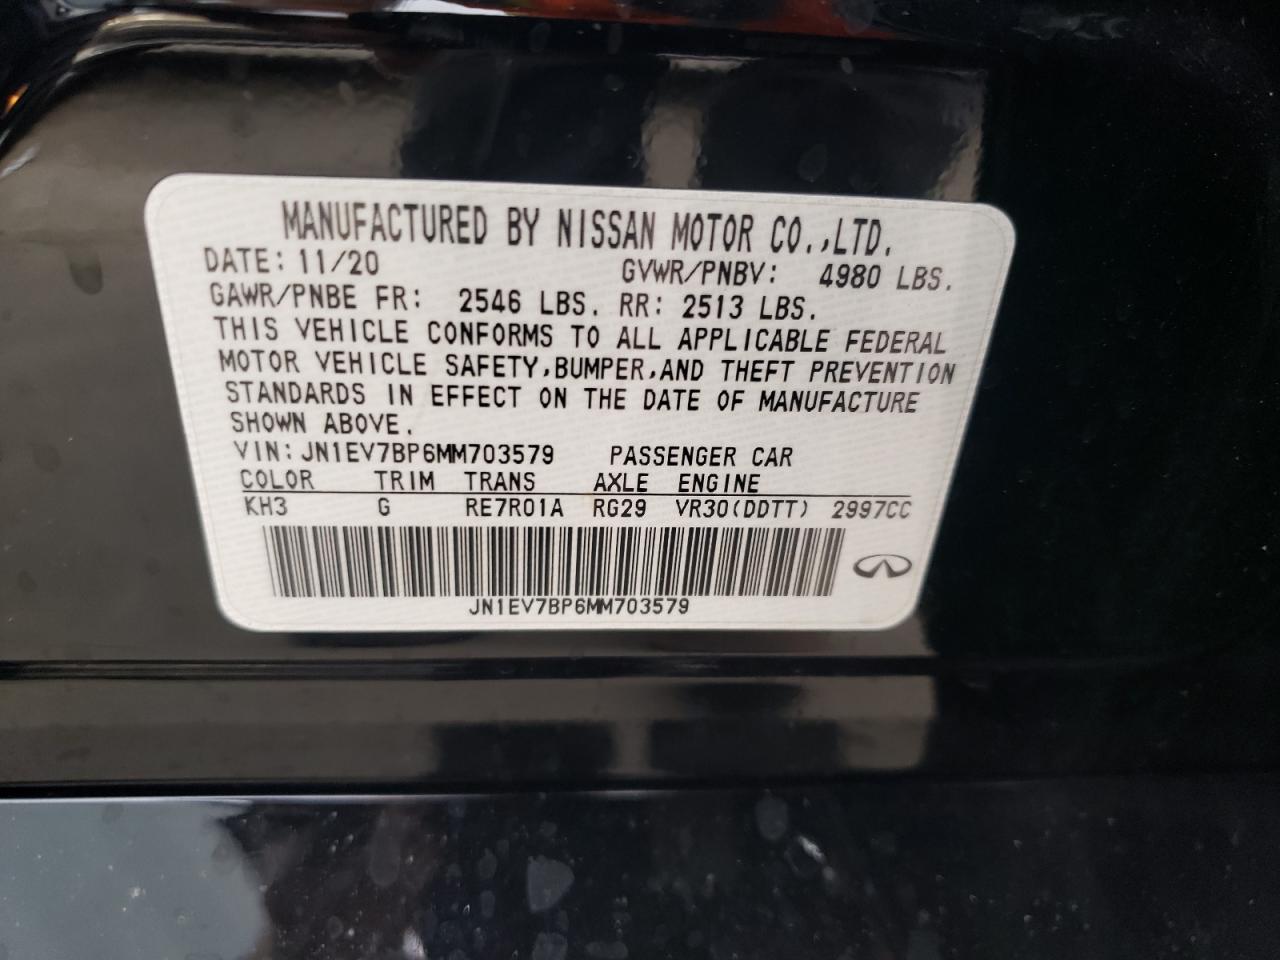 MANUFACTURED BY NISSAN MOTOR CO.,LTD.
DATE: 11/20 GVWR/PNBV: 4980 LBS.
GAWR/PNBE FR: 2546 LBS. RR: 2513 LBS.
THIS VEHICLE CONFORMS TO ALL APPLICABLE FEDERAL
MOTOR VEHICLE SAFETY,BUMPER,AND THEFT PREVENTION
STANDARDS IN EFFECT ON THE DATE OF MANUFACTURE
SHOWN ABOVE.
VIN: JN1EV7BP6MM703579 PASSENGER CAR
COLOR TRIM TRANS AXLE ENGINE
KH3 G RE7R01A RG29 VR30(DDTT) 2997CC
JN1EV7BP6MM703579